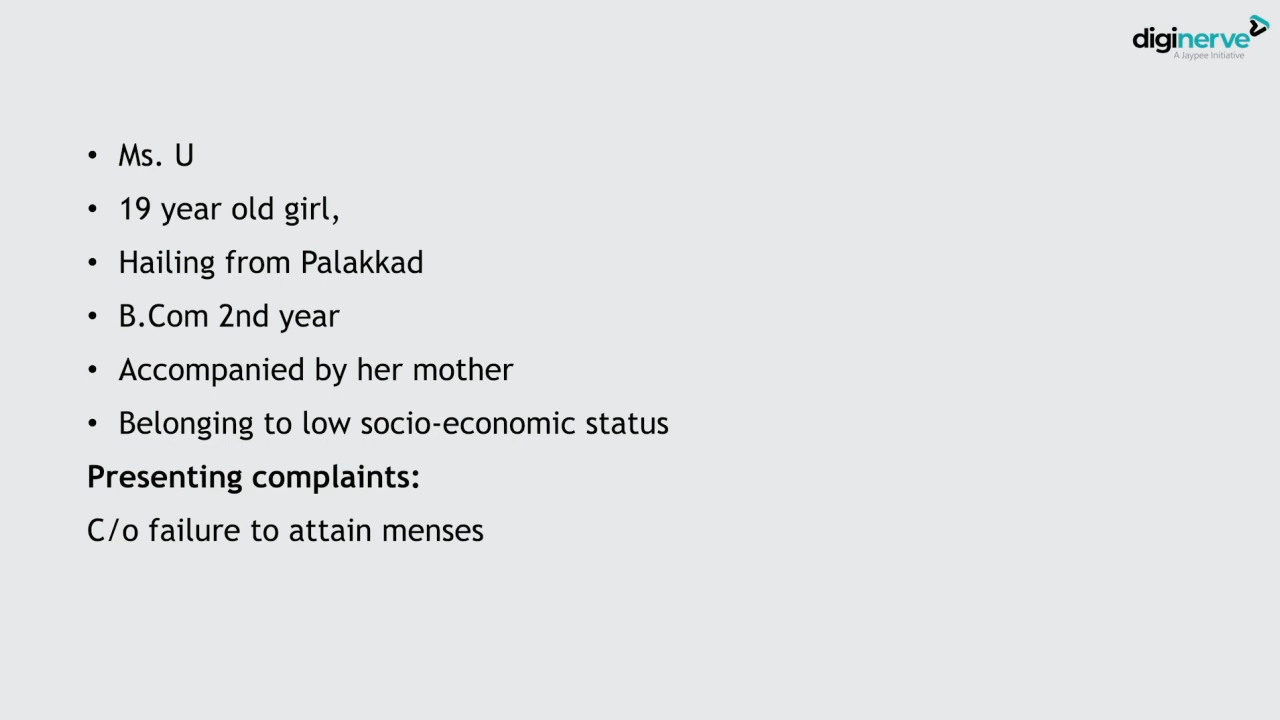 diginerve
A Jaypee Initiative
• Ms. U
• 19 year old girl,
• Hailing from Palakkad
• B.Com 2nd year
• Accompanied by her mother
• Belonging to low socio-economic status
Presenting complaints:
C/o failure to attain menses